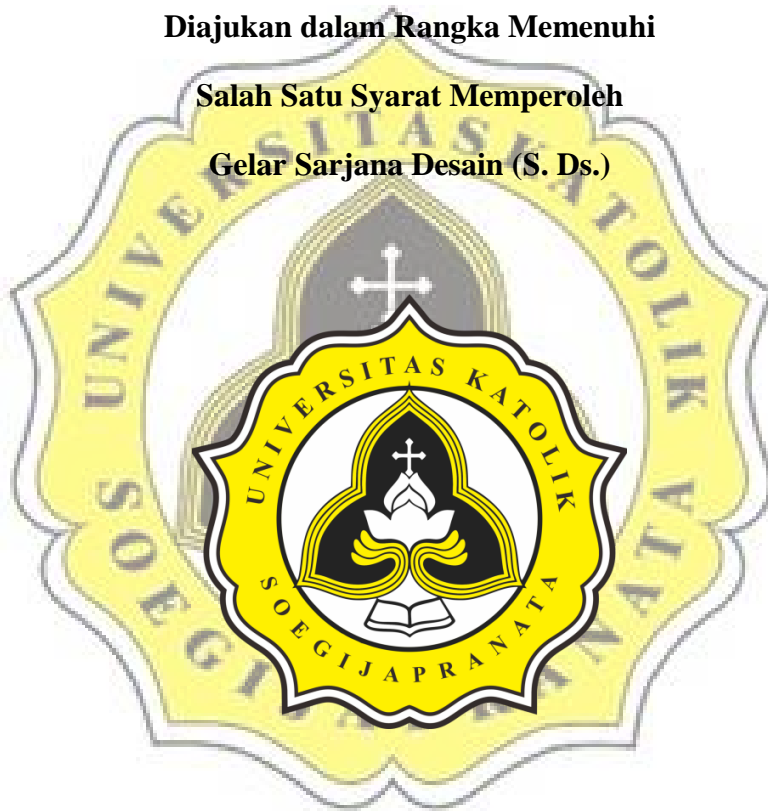 Diajukan dalam Rangka Memenuhi
Salah Satu Syarat Memperoleh
Gelar Sarjana Desain (S. Ds.)
UNIVERSITAS KATOLIK
SOEGIJAPRANATA
UNIVERSITAS KATOLIK
SOEGIJAPRANATA